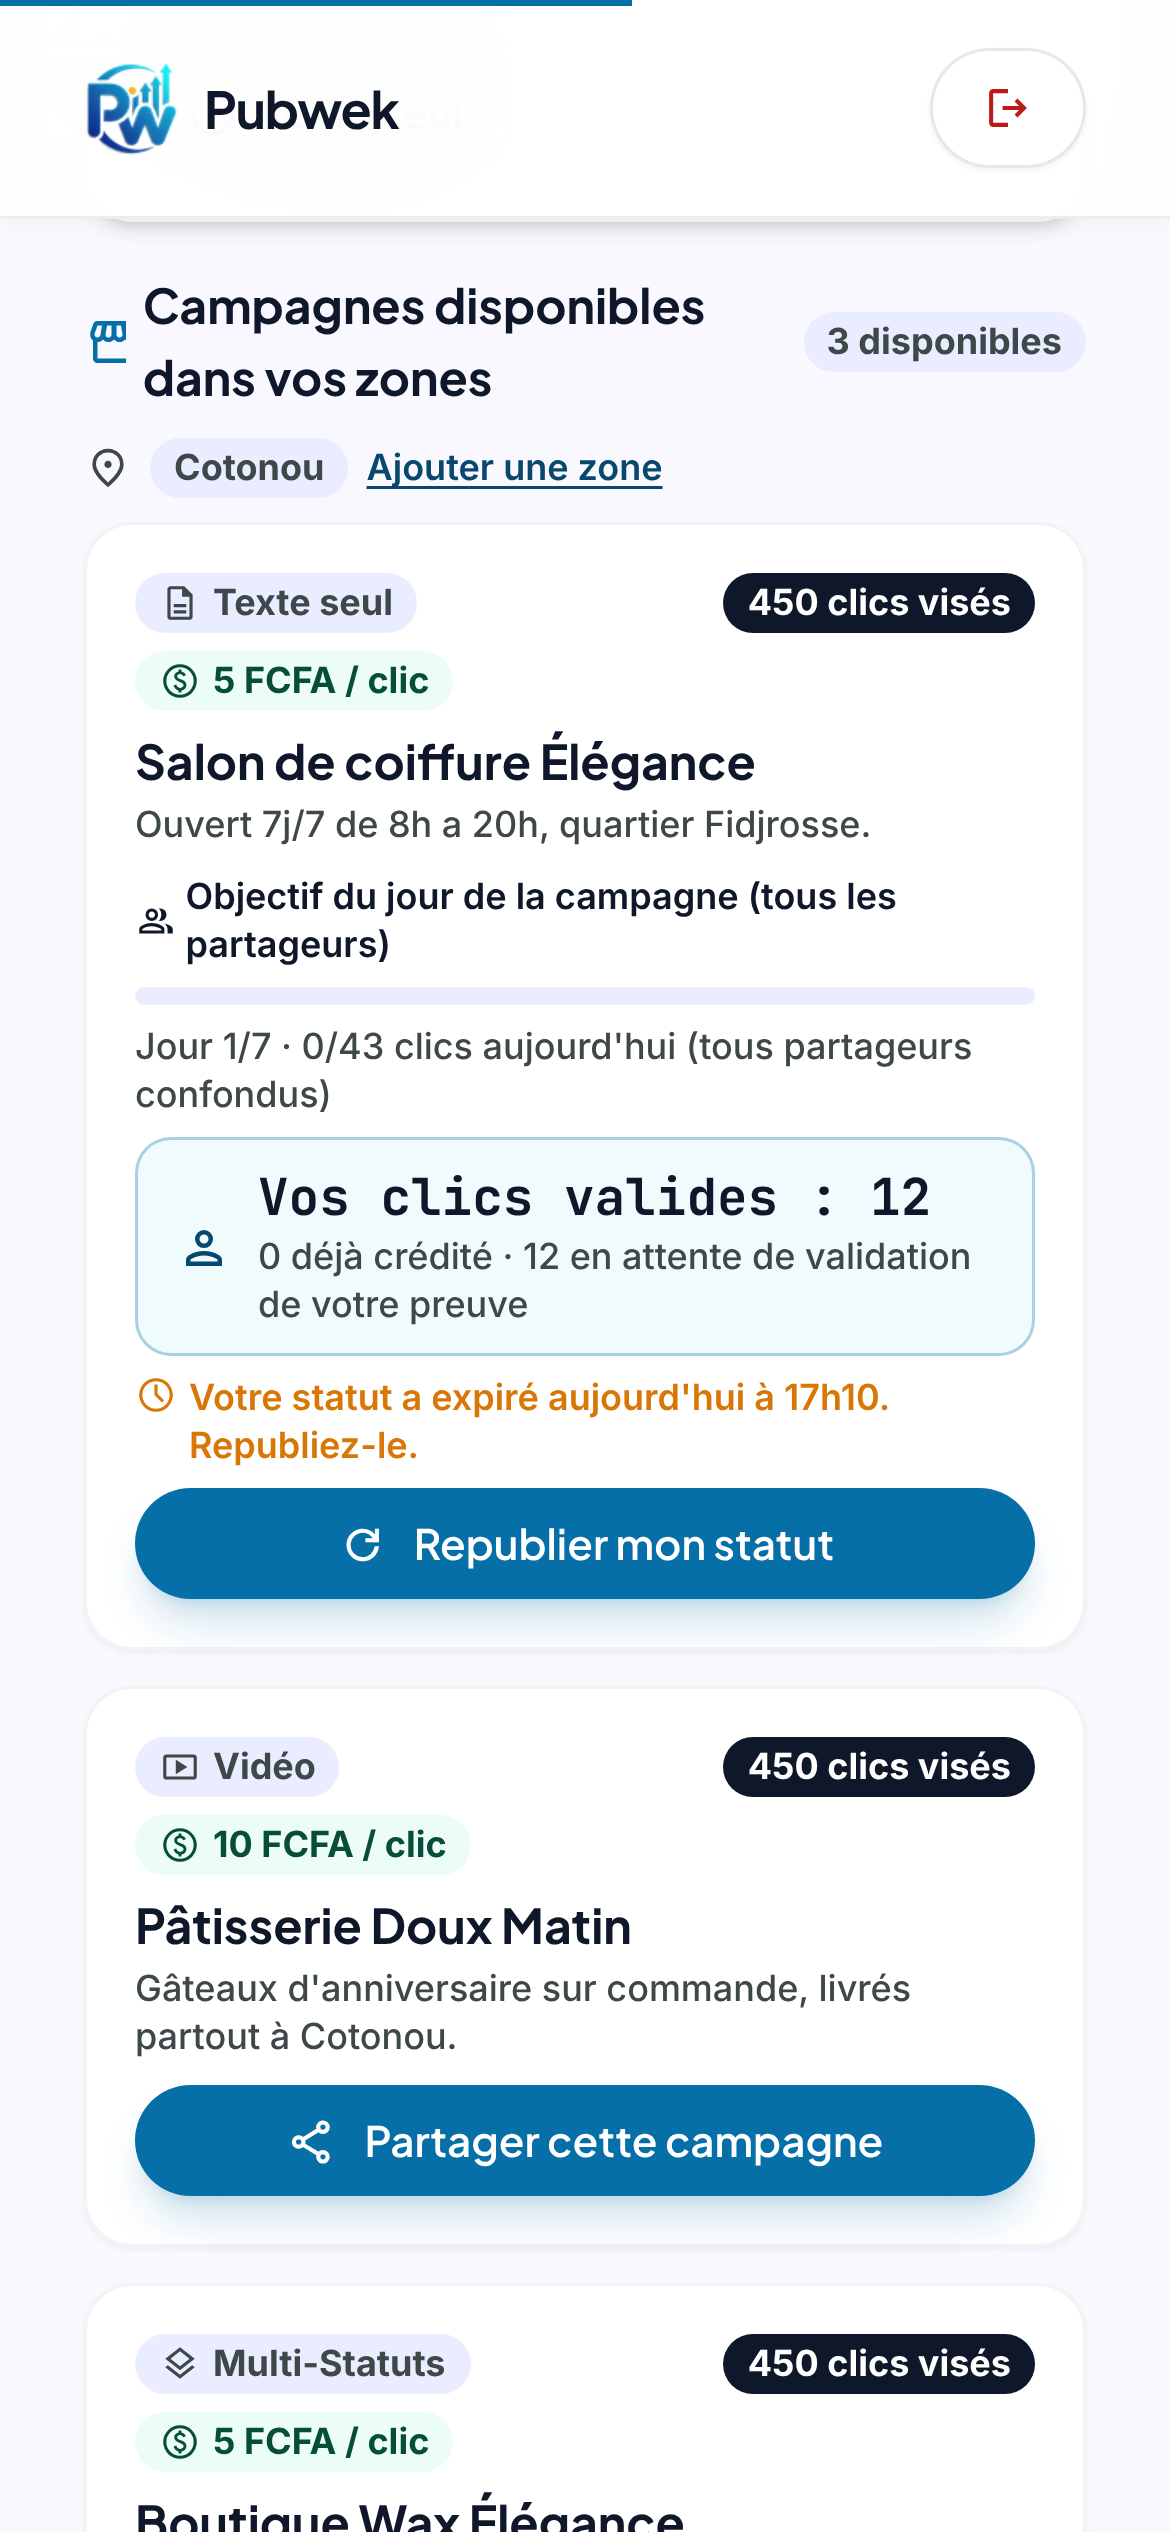 Pubwek
Campagnes disponibles
dans vos zones
3 disponibles
Cotonou
Ajouter une zone
Texte seul
450 clics visés
5 FCFA / clic
Salon de coiffure Élégance
Ouvert 7j/7 de 8h a 20h, quartier Fidjrosse.
Objectif du jour de la campagne (tous les
partageurs)
Jour 1/7 · 0/43 clics aujourd'hui (tous partageurs
confondus)
Vos clics valides : 12
0 déjà crédité · 12 en attente de validation
de votre preuve
Votre statut a expiré aujourd'hui à 17h10.
Republiez-le.
Republier mon statut
Vidéo
450 clics visés
10 FCFA / clic
Pâtisserie Doux Matin
Gâteaux d'anniversaire sur commande, livrés
partout à Cotonou.
Partager cette campagne
Multi-Statuts
450 clics visés
5 FCFA / clic
Boutique Wax Élégance